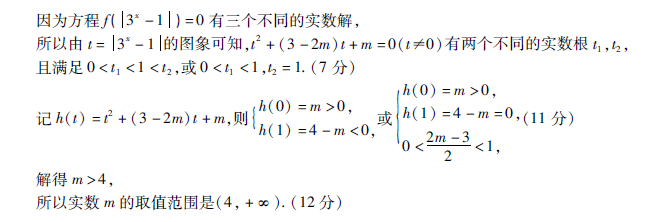 因为方程 f(|3ˣ-1|)=0 有三个不同的实数解,
所以由 t=|3ˣ-1|的图象可知,t²+(3-2m)t+m=0(t≠0)有两个不同的实数根 t₁,t₂,
且满足 0<t₁<1<t₂,或 0<t₁<1,t₂=1.(7 分)
记 h(t)=t²+(3-2m)t+m,则{h(0)=m>0, h(1)=4-m<0, 或{h(0)=m>0, h(1)=4-m=0, 0<(2m-3)/2<1, (11 分)
解得 m>4,
所以实数 m 的取值范围是(4,+∞).(12 分)